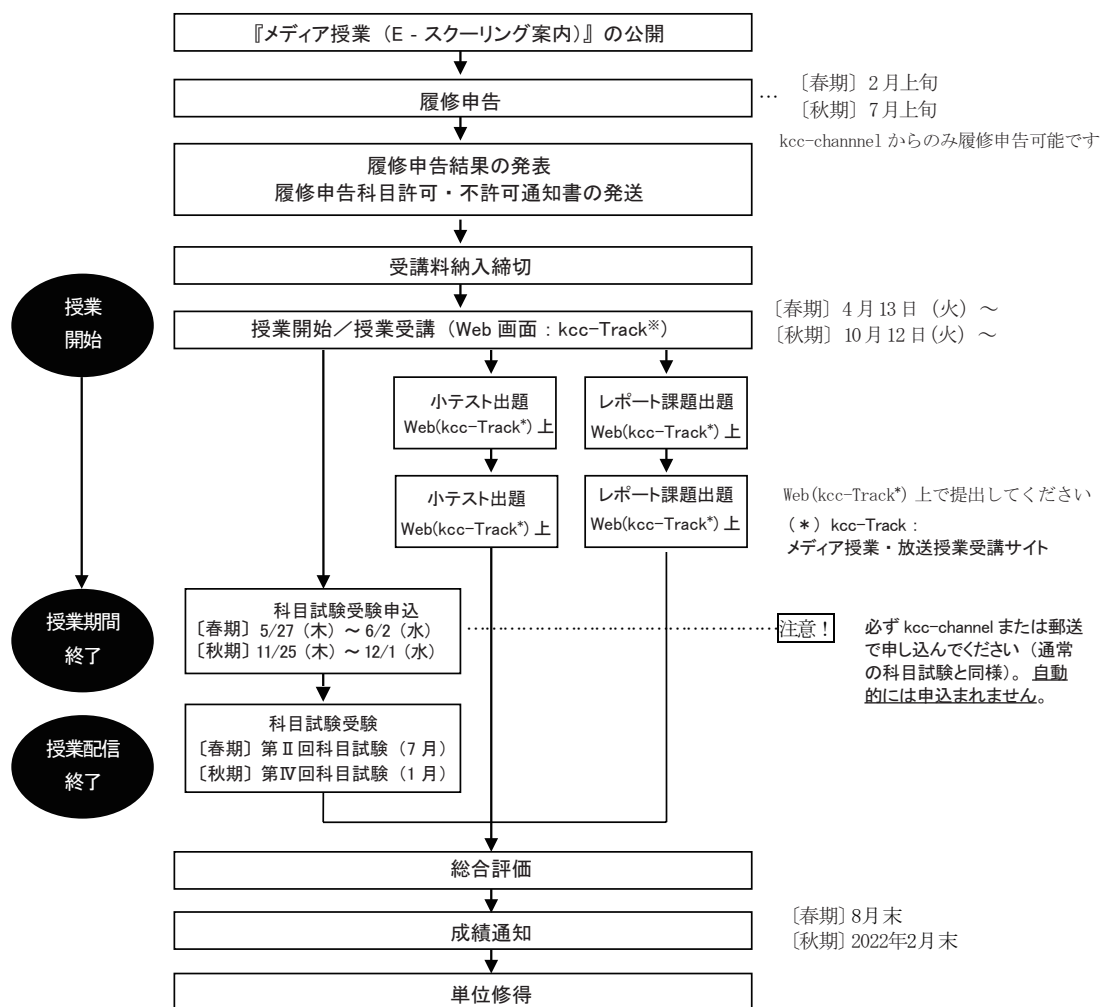 『メディア授業（E‐スクーリング案内）』の公開
履修申告
… 〔春期〕2月上旬
〔秋期〕7月上旬
kcc-channnel からのみ履修申告可能です
履修申告結果の発表
履修申告科目許可・不許可通知書の発送
受講料納入締切
授業
開始
授業開始／授業受講（Web 画面：kcc-Track※）
〔春期〕4月13日（火）～
〔秋期〕10月12日(火）～
小テスト出題
Web(kcc-Track*) 上
レポート課題出題
Web(kcc-Track*) 上
小テスト出題
Web(kcc-Track*) 上
レポート課題出題
Web(kcc-Track*) 上
Web(kcc-Track*) 上で提出してください
（＊）kcc-Track：
メディア授業・放送授業受講サイト
授業期間
終了
科目試験受験申込
〔春期〕5/27（木）～ 6/2（水）
〔秋期〕11/25（木）～ 12/1（水）
注意！
必ず kcc-channel または郵送
で申し込んでください（通常
の科目試験と同様）。自動
的には申込まれません。
授業配信
終了
科目試験受験
〔春期〕第Ⅱ回科目試験（7月）
〔秋期〕第Ⅳ回科目試験（1月）
総合評価
成績通知
〔春期〕8月末
〔秋期〕2022年2月末
単位修得